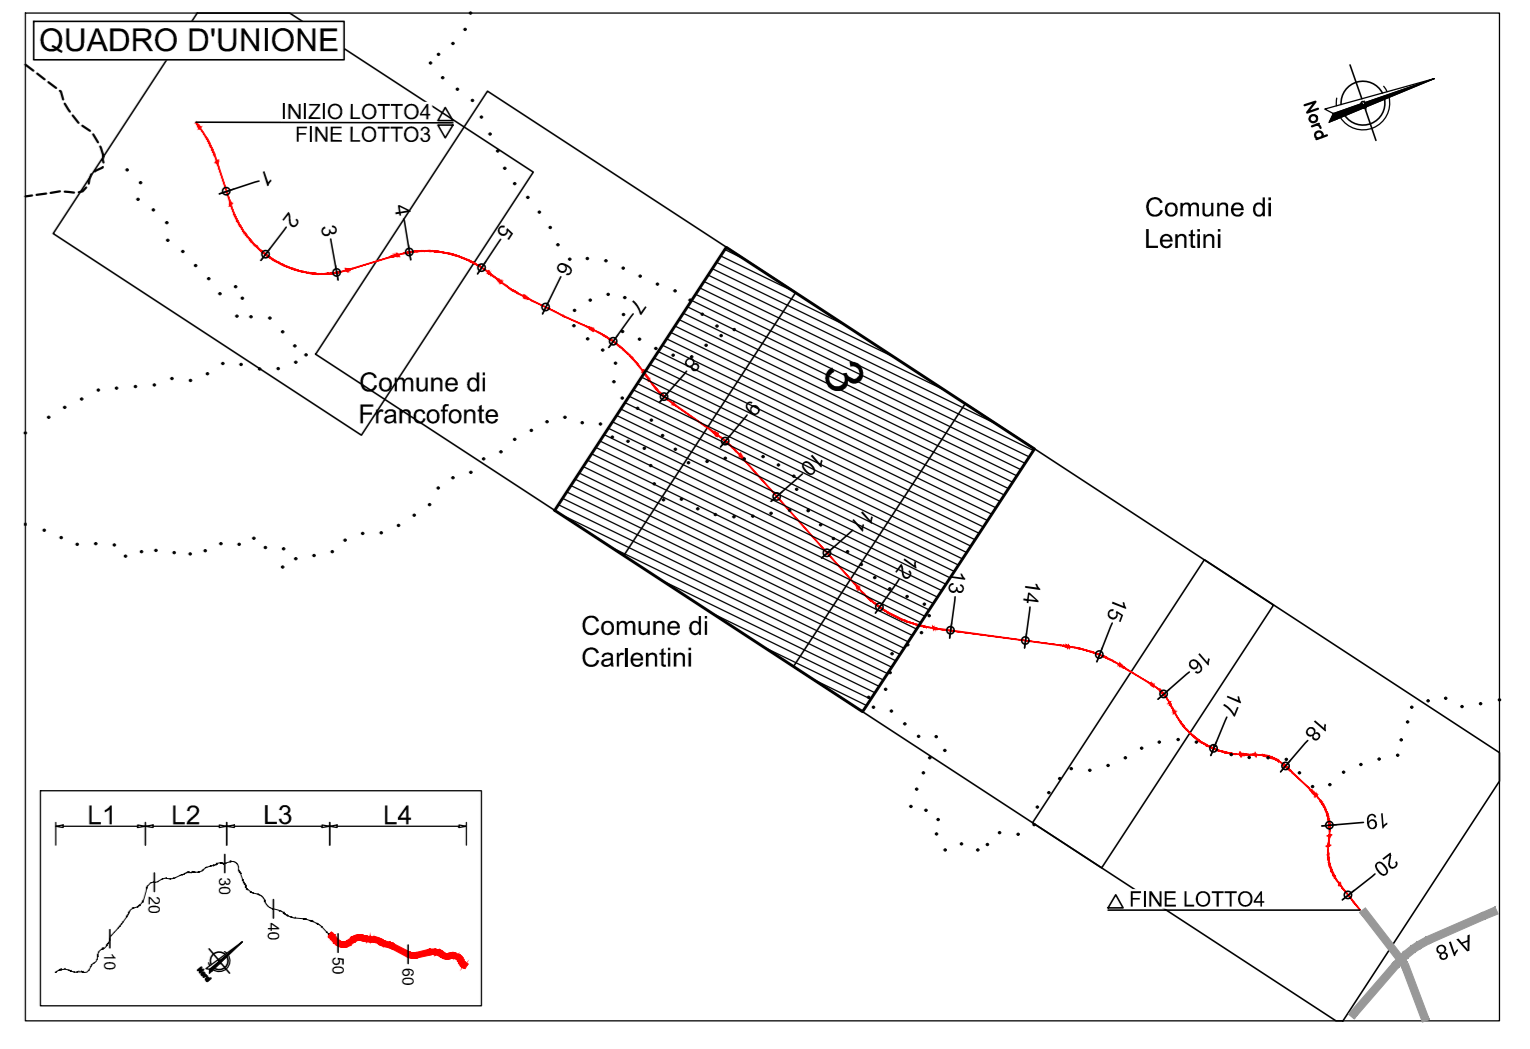 QUADRO D'UNIONE
INIZIO LOTTO4
FINE LOTTO3
Nord
Comune di
Lentini
1
2
3
4
5
6
7
8
9
10
11
12
13
14
15
16
17
18
19
20
3
Comune di
Francofonte
Comune di
Carlentini
FINE LOTTO4
A18
L1 L2 L3 L4
10
20
30
40
50
60
Nord